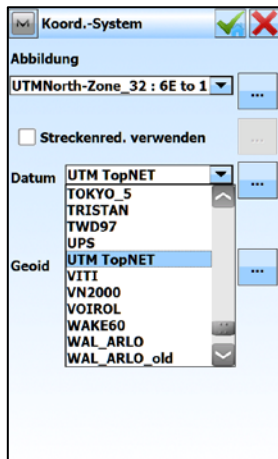 Koord.-System
Abbildung
UTMNorth-Zone_32 : 6E to 1
...
Streckenred. verwenden
...
Datum
UTM TopNET
...
TOKYO_5
TRISTAN
TWD97
UPS
Geoid
UTM TopNET
...
VITI
VN2000
VOIROL
WAKE60
WAL_ARLO
WAL_ARLO_old